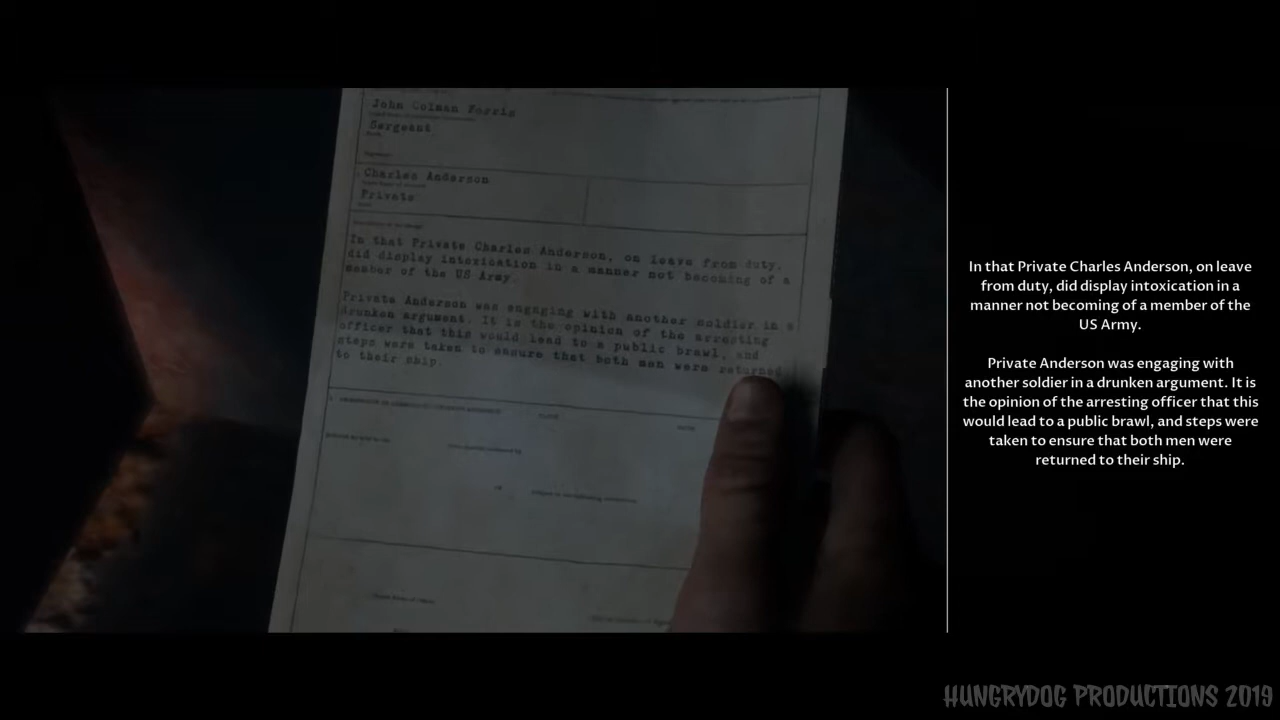 John Colman Forris
Sergeant
Charles Anderson
Private
In that Private Charles Anderson, on leave from duty,
did display intoxication in a manner not becoming of a
member of the US Army.
Private Anderson was engaging with another soldier in a
drunken argument. It is the opinion of the arresting
officer that this would lead to a public brawl, and
steps were taken to ensure that both men were returned
to their ship.
In that Private Charles Anderson, on leave
from duty, did display intoxication in a
manner not becoming of a member of the
US Army.
Private Anderson was engaging with
another soldier in a drunken argument. It is
the opinion of the arresting officer that this
would lead to a public brawl, and steps were
taken to ensure that both men were
returned to their ship.
HUNGRYDOG PRODUCTIONS 2019